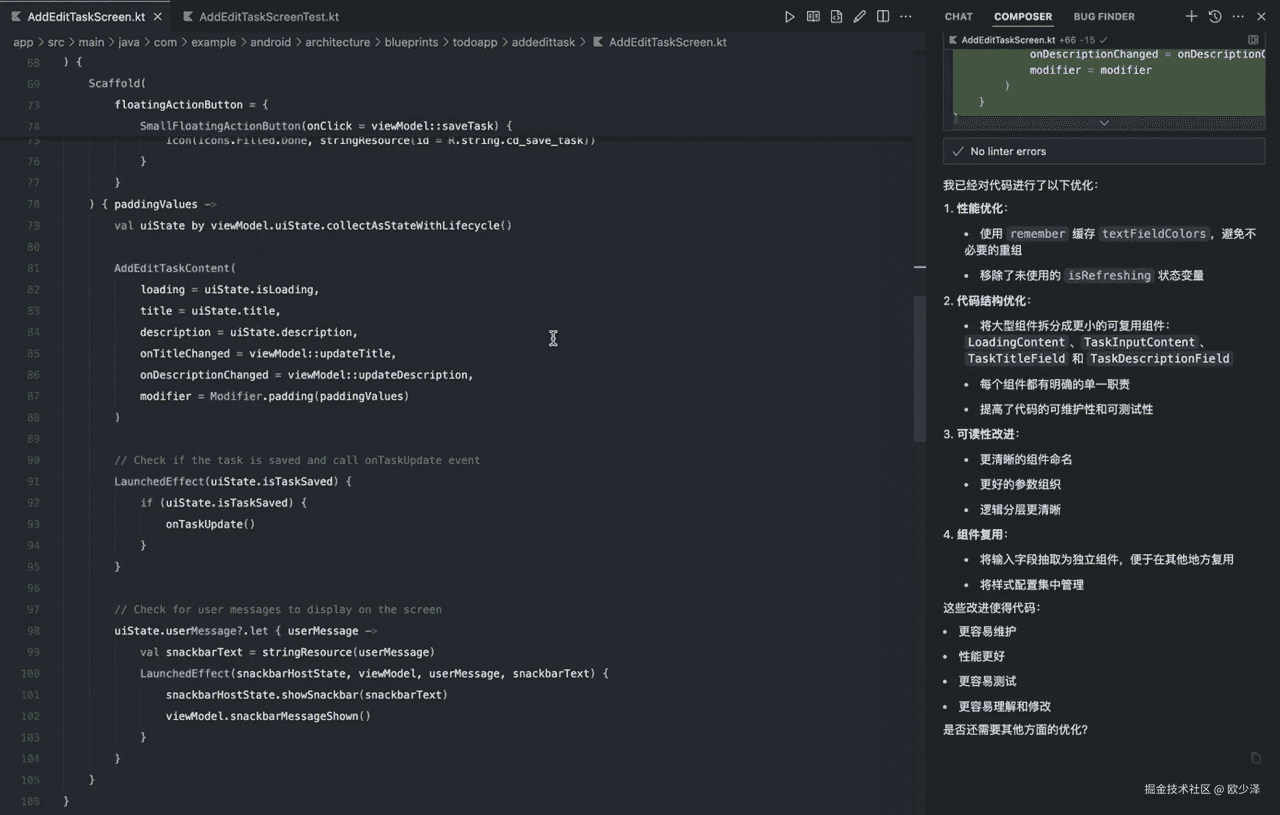 AddEditTaskScreen.kt
AddEditTaskScreenTest.kt
app > src > main > java > com > example > android > architecture > blueprints > todoapp > addedittask > AddEditTaskScreen.kt
68 ) {
69 Scaffold(
73 floatingActionButton = {
74 SmallFloatingActionButton(onClick = viewModel::saveTask) {
75 Icon(Icons.Filled.Done, stringResource(id = R.string.cd_save_task))
76 }
77 }
78 ) { paddingValues ->
79 val uiState by viewModel.uiState.collectAsStateWithLifecycle()
80
81 AddEditTaskContent(
82 loading = uiState.isLoading,
83 title = uiState.title,
84 description = uiState.description,
85 onTitleChanged = viewModel::updateTitle,
86 onDescriptionChanged = viewModel::updateDescription,
87 modifier = Modifier.padding(paddingValues)
88 )
89
90 // Check if the task is saved and call onTaskUpdate event
91 LaunchedEffect(uiState.isTaskSaved) {
92 if (uiState.isTaskSaved) {
93 onTaskUpdate()
94 }
95 }
96
97 // Check for user messages to display on the screen
98 uiState.userMessage?.let { userMessage ->
99 val snackbarText = stringResource(userMessage)
100 LaunchedEffect(snackbarHostState, viewModel, userMessage, snackbarText) {
101 snackbarHostState.showSnackbar(snackbarText)
102 viewModel.snackbarMessageShown()
103 }
104 }
105 }
106 }
CHAT COMPOSER BUG FINDER
AddEditTaskScreen.kt +66 -15
onDescriptionChanged = onDescription
modifier = modifier
)
}
}
No linter errors
我已经对代码进行了以下优化：
1. 性能优化：
• 使用 remember 缓存 textFieldColors，避免不
必要的重组
• 移除了未使用的 isRefreshing 状态变量
2. 代码结构优化：
• 将大型组件拆分成更小的可复用组件：
LoadingContent、TaskInputContent、
TaskTitleField 和 TaskDescriptionField
• 每个组件都有明确的单一职责
• 提高了代码的可维护性和可测试性
3. 可读性改进：
• 更清晰的组件命名
• 更好的参数组织
• 逻辑分层更清晰
4. 组件复用：
• 将输入字段抽取为独立组件，便于在其他地方复用
• 将样式配置集中管理
这些改进使得代码：
• 更容易维护
• 性能更好
• 更容易测试
• 更容易理解和修改
是否还需要其他方面的优化?
掘金技术社区 @ 欧少泽